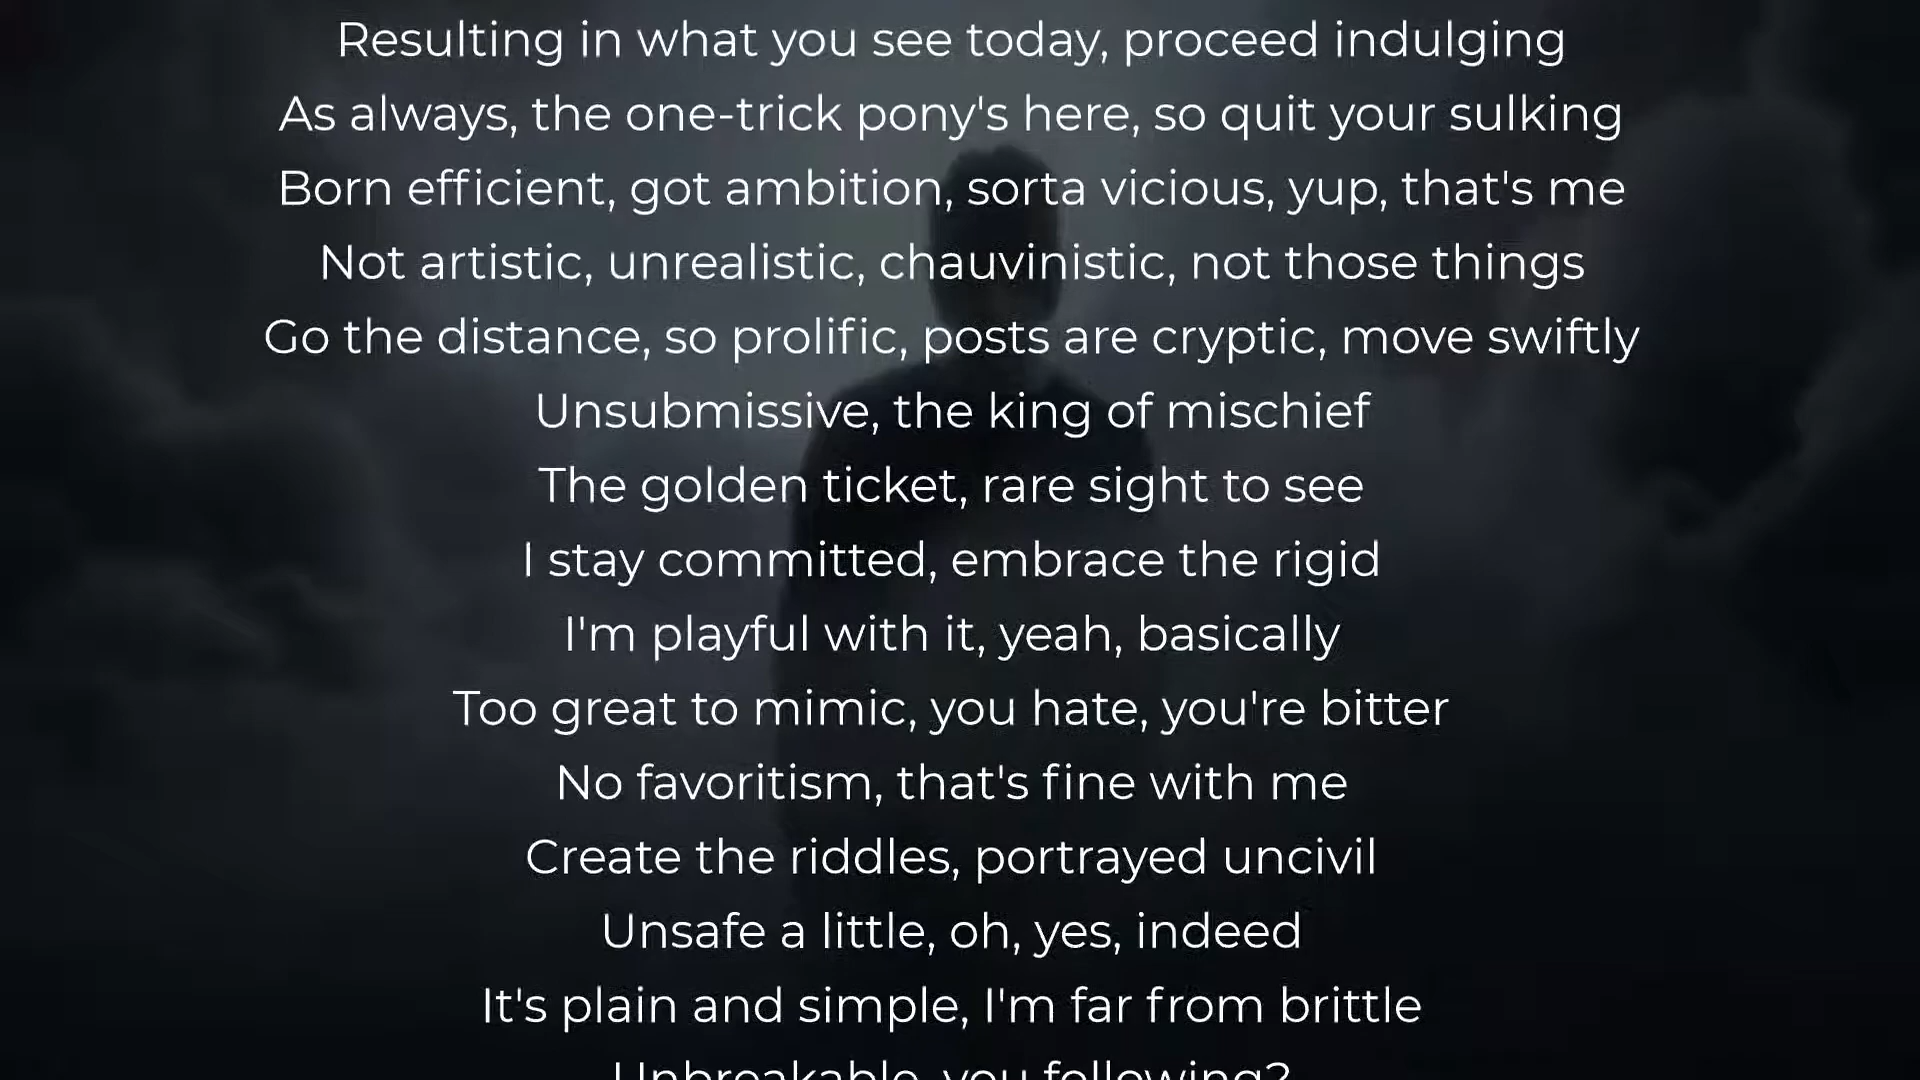 Resulting in what you see today, proceed indulging
As always, the one-trick pony's here, so quit your sulking
Born efficient, got ambition, sorta vicious, yup, that's me
Not artistic, unrealistic, chauvinistic, not those things
Go the distance, so prolific, posts are cryptic, move swiftly
Unsubmissive, the king of mischief
The golden ticket, rare sight to see
I stay committed, embrace the rigid
I'm playful with it, yeah, basically
Too great to mimic, you hate, you're bitter
No favoritism, that's fine with me
Create the riddles, portrayed uncivil
Unsafe a little, oh, yes, indeed
It's plain and simple, I'm far from brittle
Unbreakable, you following?